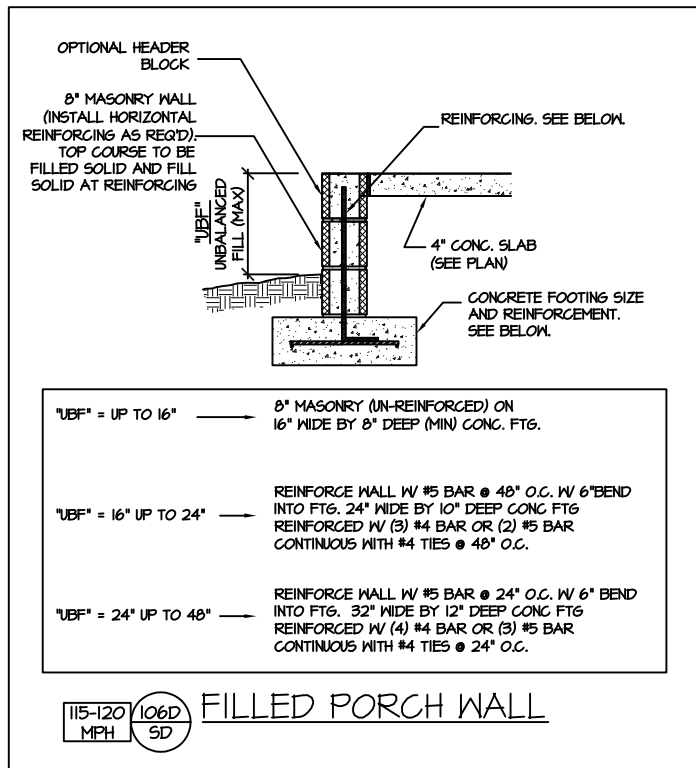 OPTIONAL HEADER
BLOCK
8" MASONRY WALL
(INSTALL HORIZONTAL
REINFORCING AS REQ'D).
TOP COURSE TO BE
FILLED SOLID AND FILL
SOLID AT REINFORCING
"UBF"
UNBALANCED
FILL (MAX)
REINFORCING. SEE BELOW.
4" CONC. SLAB
(SEE PLAN)
CONCRETE FOOTING SIZE
AND REINFORCEMENT.
SEE BELOW.
"UBF" = UP TO 16"
8" MASONRY (UN-REINFORCED) ON
16" WIDE BY 8" DEEP (MIN) CONC. FTG.
"UBF" = 16" UP TO 24"
REINFORCE WALL W/ #5 BAR @ 48" O.C. W/ 6"BEND
INTO FTG. 24" WIDE BY 10" DEEP CONC FTG
REINFORCED W/ (3) #4 BAR OR (2) #5 BAR
CONTINUOUS WITH #4 TIES @ 48" O.C.
"UBF" = 24" UP TO 48"
REINFORCE WALL W/ #5 BAR @ 24" O.C. W/ 6" BEND
INTO FTG. 32" WIDE BY 12" DEEP CONC FTG
REINFORCED W/ (4) #4 BAR OR (3) #5 BAR
CONTINUOUS WITH #4 TIES @ 24" O.C.
115-120
MPH
106D
SD
FILLED PORCH WALL